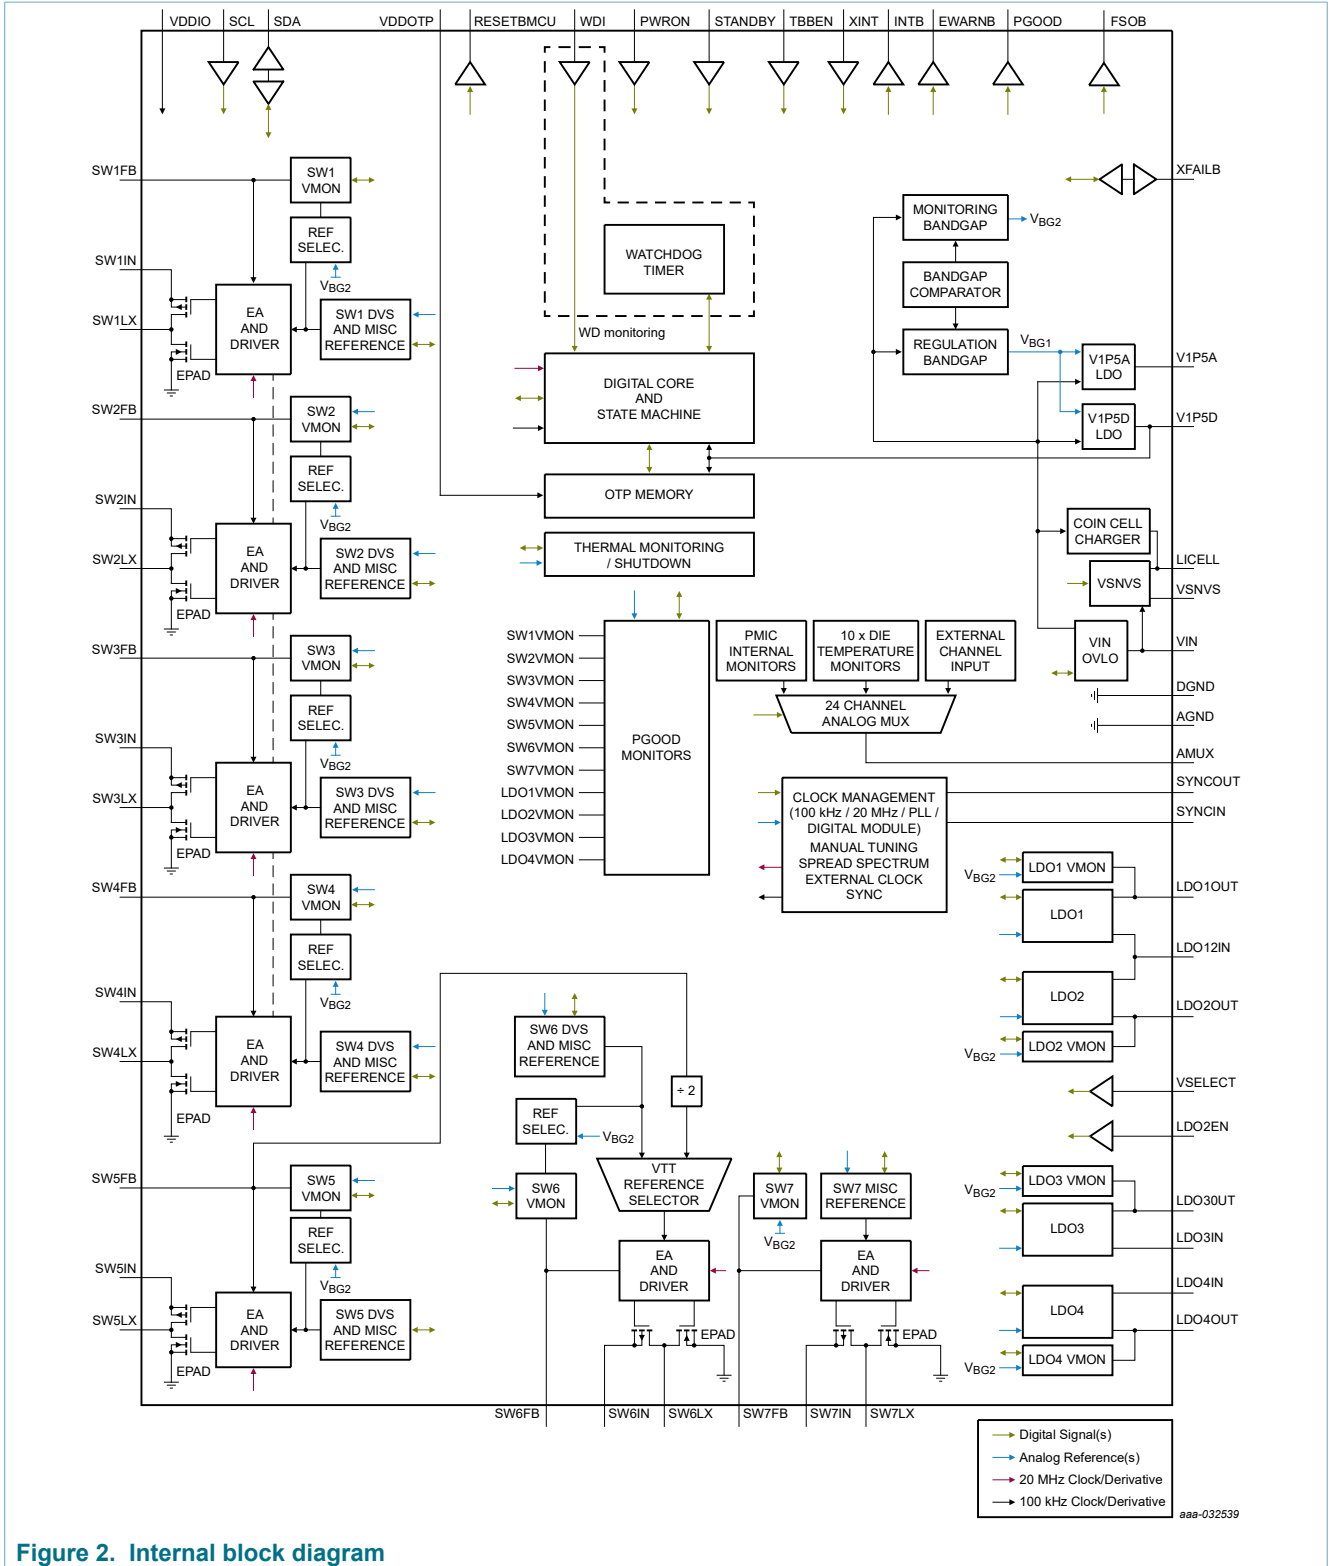 VDDIO SCL SDA VDDOTP RESETBMCU WDI PWRON STANDBY TBBEN XINT INTB EWARNB PGOOD FSOB
SW1FB
SW1
VMON
REF
SELEC.
VBG2
SW1IN
SW1LX
EA
AND
DRIVER
SW1 DVS
AND MISC
REFERENCE
EPAD
SW2FB
SW2
VMON
REF
SELEC.
VBG2
SW2IN
SW2LX
EA
AND
DRIVER
SW2 DVS
AND MISC
REFERENCE
EPAD
SW3FB
SW3
VMON
REF
SELEC.
VBG2
SW3IN
SW3LX
EA
AND
DRIVER
SW3 DVS
AND MISC
REFERENCE
EPAD
SW4FB
SW4
VMON
REF
SELEC.
VBG2
SW4IN
SW4LX
EA
AND
DRIVER
SW4 DVS
AND MISC
REFERENCE
EPAD
SW5FB
SW5
VMON
REF
SELEC.
VBG2
SW5IN
SW5LX
EA
AND
DRIVER
SW5 DVS
AND MISC
REFERENCE
EPAD
WATCHDOG
TIMER
WD monitoring
DIGITAL CORE
AND
STATE MACHINE
OTP MEMORY
THERMAL MONITORING
/ SHUTDOWN
SW1VMON
SW2VMON
SW3VMON
SW4VMON
SW5VMON
SW6VMON
SW7VMON
LDO1VMON
LDO2VMON
LDO3VMON
LDO4VMON
PGOOD
MONITORS
PMIC
INTERNAL
MONITORS
10 x DIE
TEMPERATURE
MONITORS
EXTERNAL
CHANNEL
INPUT
24 CHANNEL
ANALOG MUX
CLOCK MANAGEMENT
(100 kHz / 20 MHz / PLL /
DIGITAL MODULE)
MANUAL TUNING
SPREAD SPECTRUM
EXTERNAL CLOCK
SYNC
SW6 DVS
AND MISC
REFERENCE
÷ 2
REF
SELEC.
VBG2
SW6
VMON
VTT
REFERENCE
SELECTOR
EA
AND
DRIVER
EPAD
SW7
VMON
VBG2
SW7 MISC
REFERENCE
EA
AND
DRIVER
EPAD
SW6FB SW6IN SW6LX SW7FB SW7IN SW7LX
XFAILB
MONITORING
BANDGAP
VBG2
BANDGAP
COMPARATOR
REGULATION
BANDGAP
VBG1
V1P5A
LDO
V1P5A
V1P5D
LDO
V1P5D
COIN CELL
CHARGER
LICELL
VSNVS
VSNVS
VIN
OVLO
VIN
DGND
AGND
AMUX
SYNCOUT
SYNCIN
LDO1 VMON
VBG2
LDO1OUT
LDO1
LDO12IN
LDO2
LDO2OUT
LDO2 VMON
VBG2
VSELECT
LDO2EN
LDO3 VMON
VBG2
LDO3OUT
LDO3
LDO3IN
LDO4IN
LDO4
LDO4OUT
LDO4 VMON
VBG2
Digital Signal(s)
Analog Reference(s)
20 MHz Clock/Derivative
100 kHz Clock/Derivative
aaa-032539
Figure 2. Internal block diagram